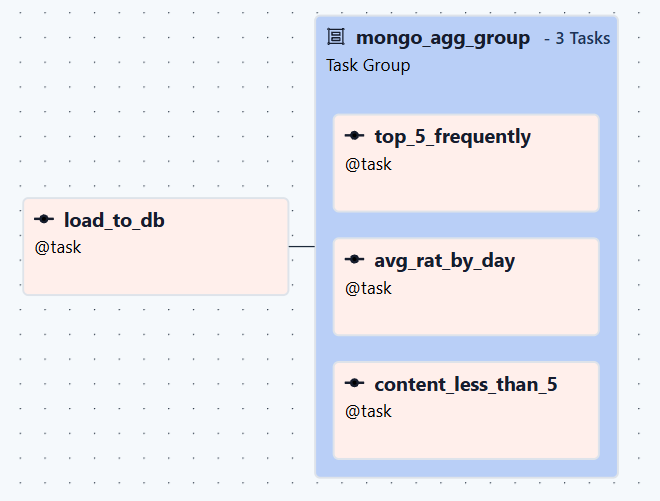 mongo_agg_group - 3 Tasks
Task Group
top_5_frequently
@task
load_to_db
@task
avg_rat_by_day
@task
content_less_than_5
@task